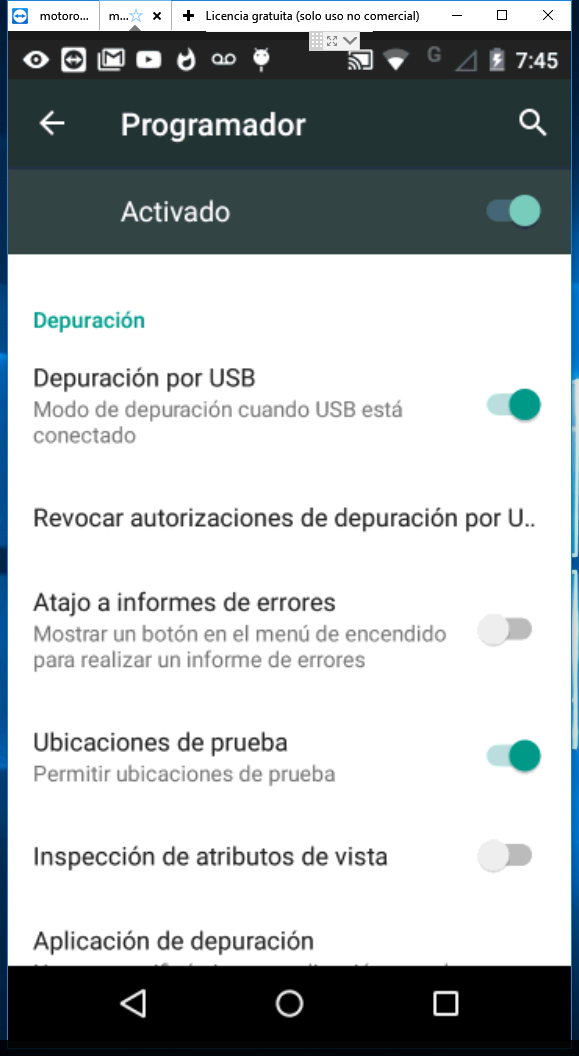 motoro...
m...
Licencia gratuita (solo uso no comercial)
G
7:45
Programador
Activado
Depuración
Depuración por USB
Modo de depuración cuando USB está
conectado
Revocar autorizaciones de depuración por U..
Atajo a informes de errores
Mostrar un botón en el menú de encendido
para realizar un informe de errores
Ubicaciones de prueba
Permitir ubicaciones de prueba
Inspección de atributos de vista
Aplicación de depuración